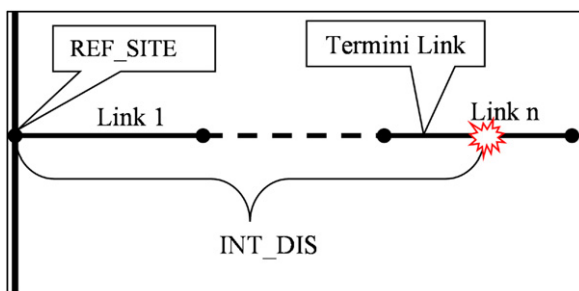 REF_SITE
Termini Link
Link 1
Link n
INT_DIS